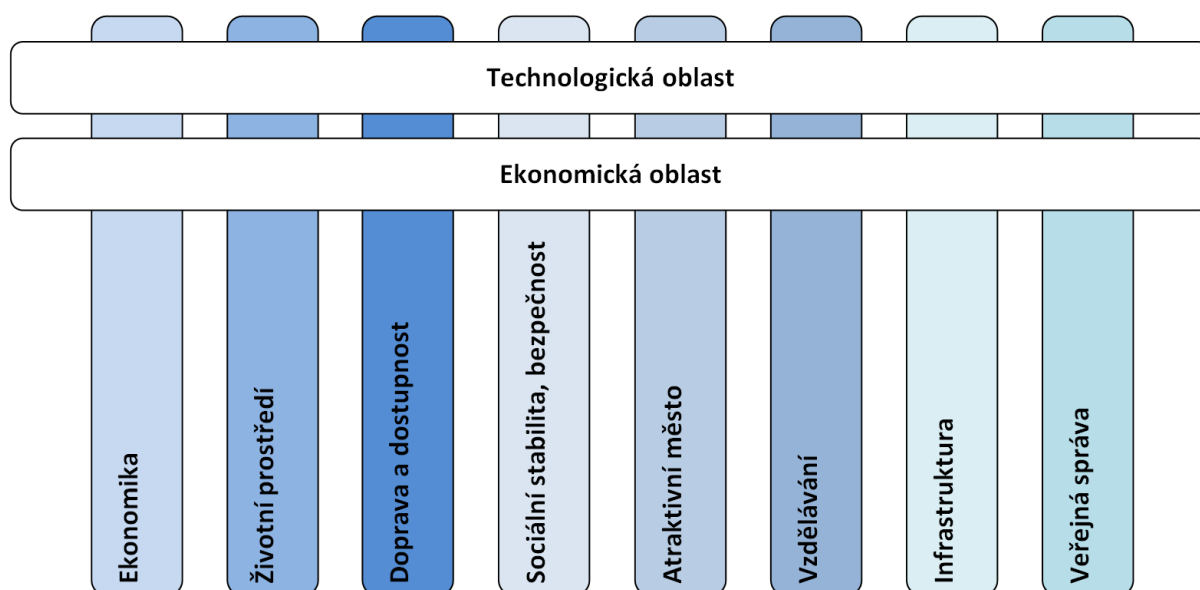 Technologická oblast
Ekonomická oblast
Ekonomika
Životní prostředí
Doprava a dostupnost
Sociální stabilita, bezpečnost
Atraktivní město
Vzdělávání
Infrastruktura
Veřejná správa